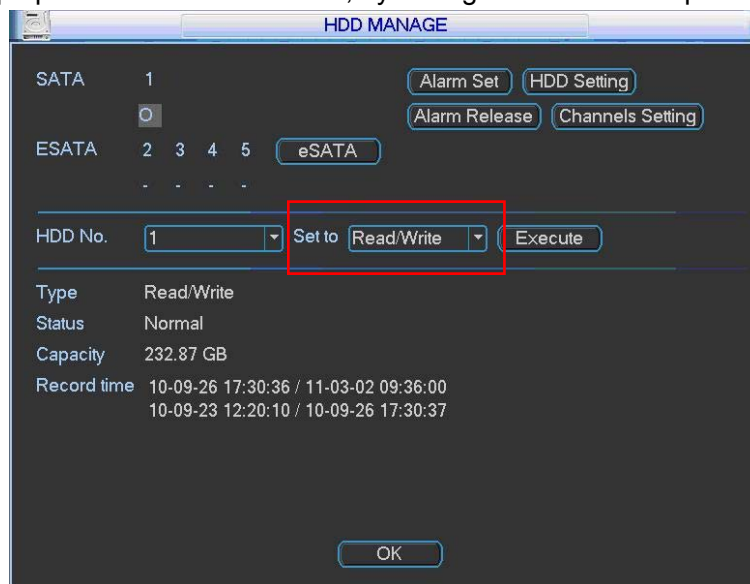 HDD MANAGE
SATA 1 Alarm Set HDD Setting
O Alarm Release Channels Setting
ESATA 2 3 4 5 eSATA
- - - -
HDD No. 1 Set to Read/Write Execute
Type Read/Write
Status Normal
Capacity 232.87 GB
Record time 10-09-26 17:30:36 / 11-03-02 09:36:00
10-09-23 12:20:10 / 10-09-26 17:30:37
OK